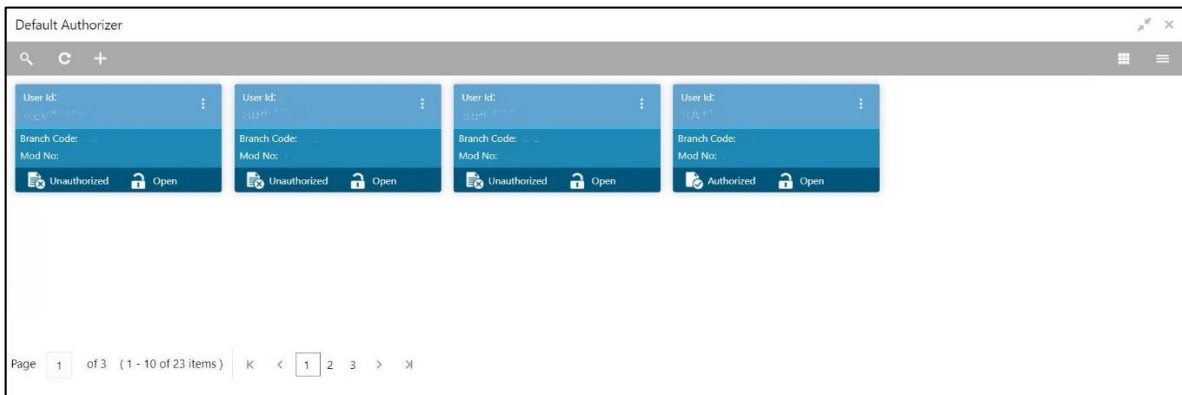 Default Authorizer
User Id: User Id: User Id: User Id:
Branch Code: Branch Code: Branch Code: Branch Code:
Mod No: Mod No: Mod No: Mod No:
Unauthorized Open Unauthorized Open Unauthorized Open Authorized Open
Page 1 of 3 ( 1 - 10 of 23 items ) 1 2 3